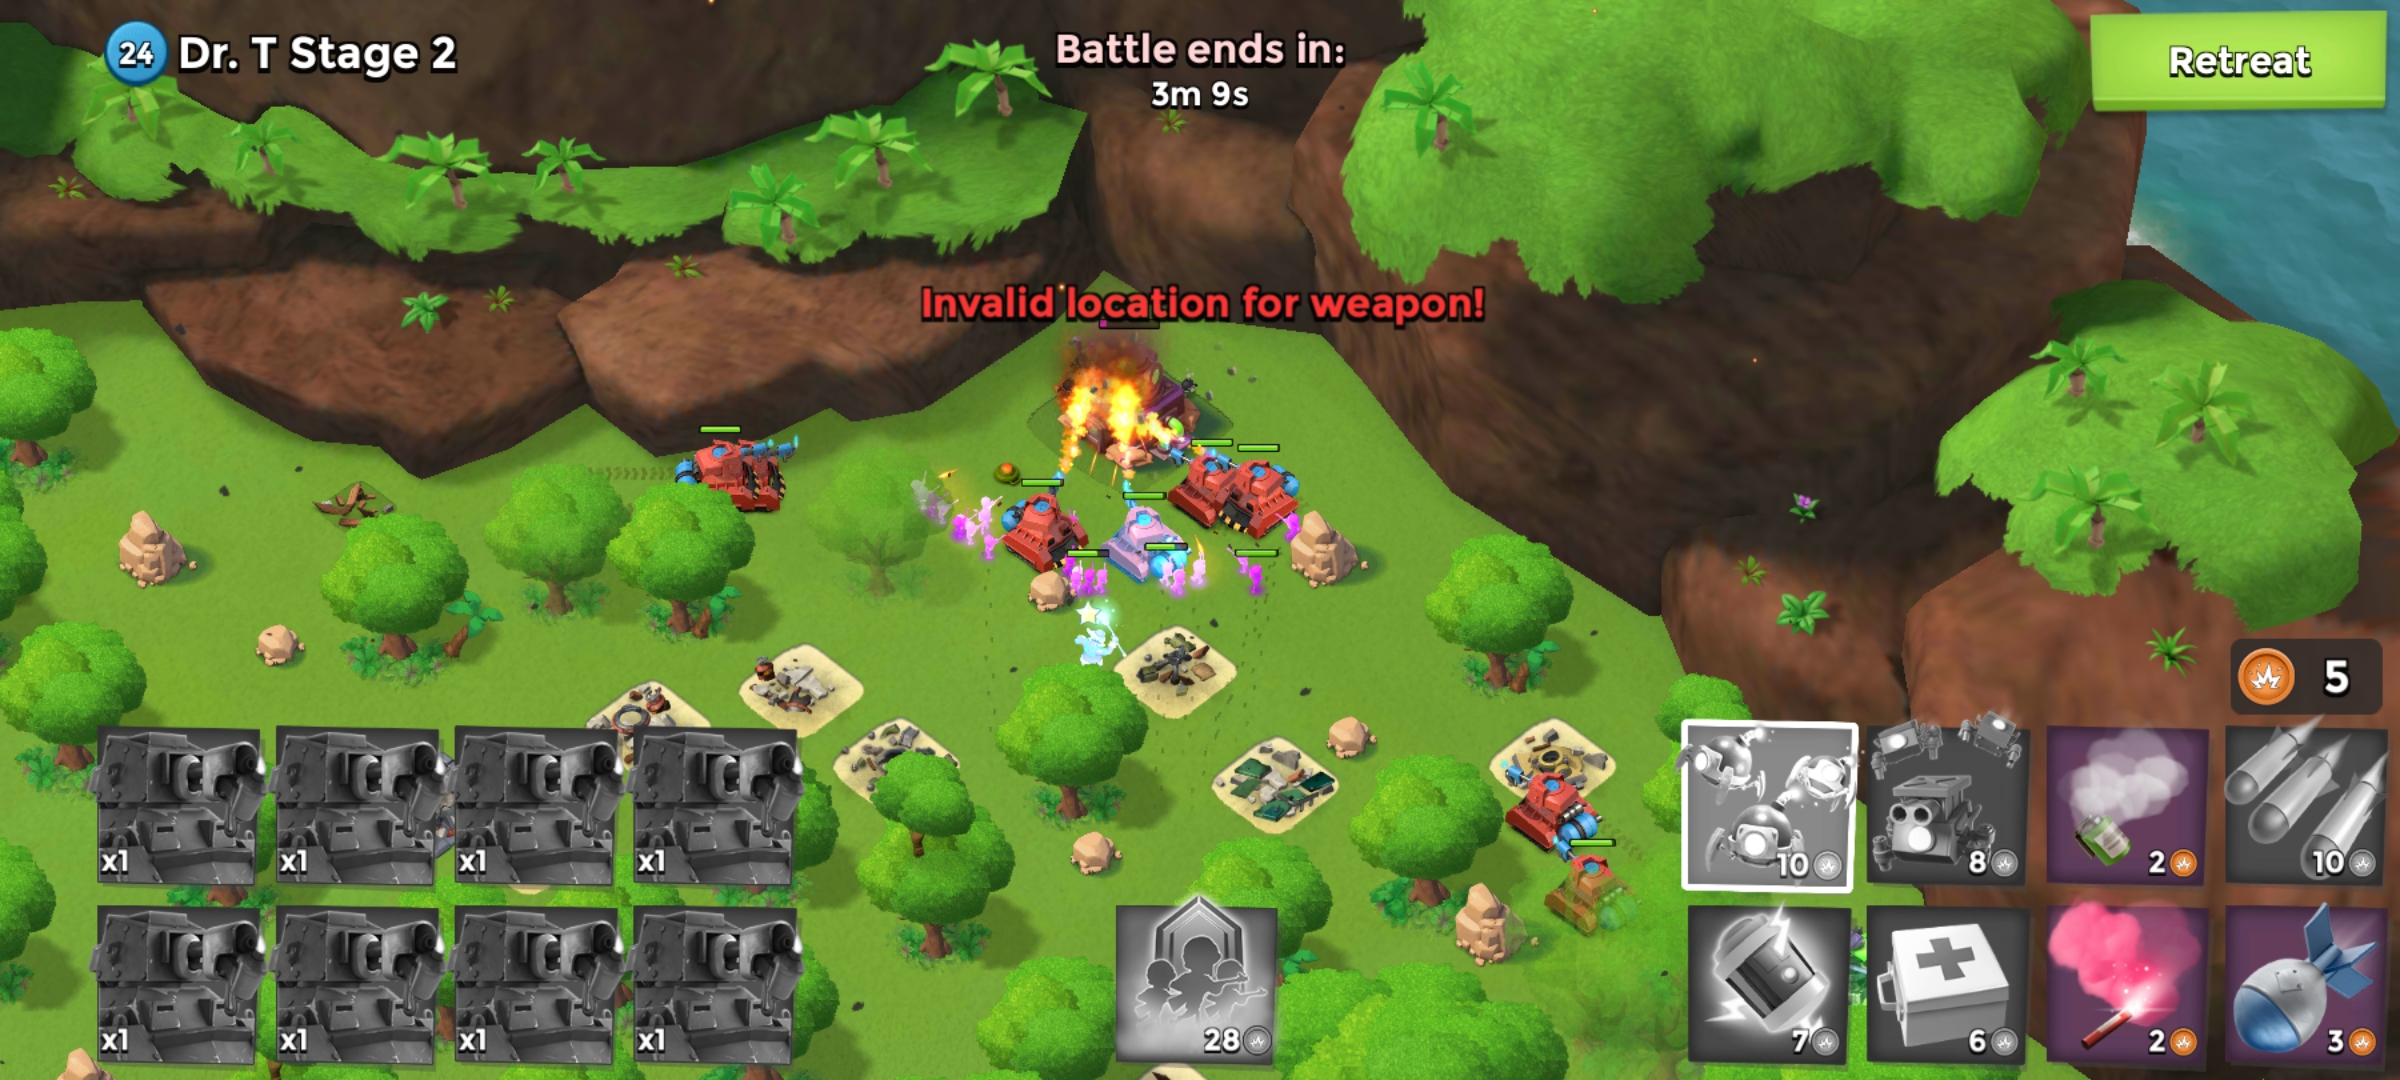 24 Dr. T Stage 2
Battle ends in:
3m 9s
Retreat
Invalid location for weapon!
5
x1 x1 x1 x1
10 8 2 10
x1 x1 x1 x1
28
7 6 2 3